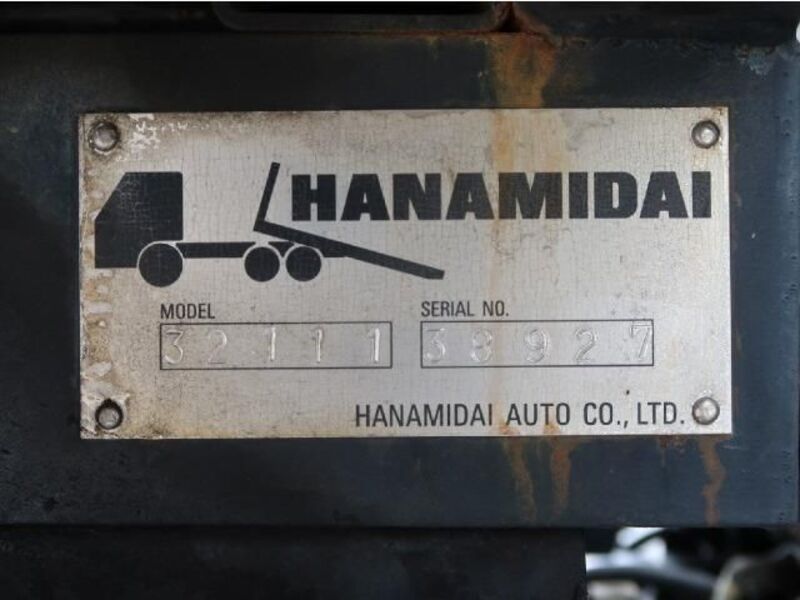 HANAMIDAI
MODEL SERIAL NO.
32111 38927
HANAMIDAI AUTO CO., LTD.